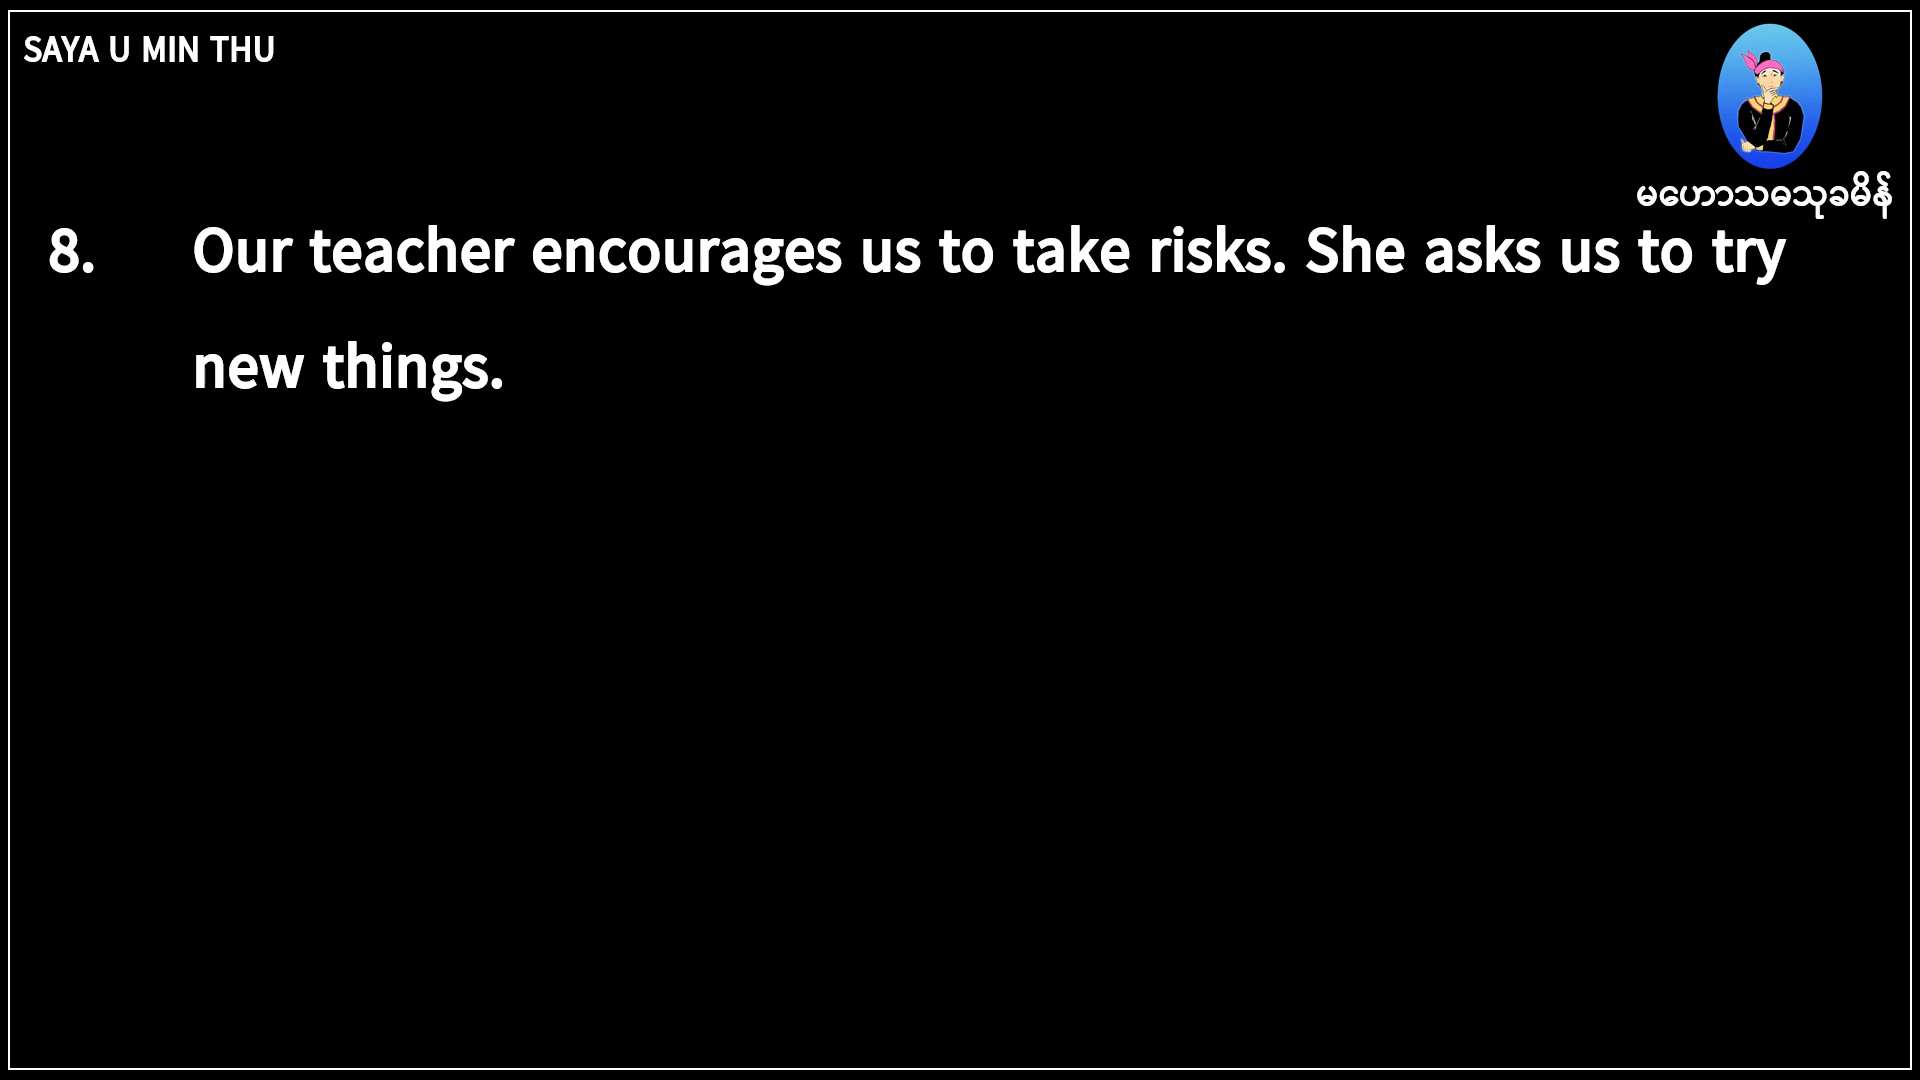 SAYA U MIN THU
မဟောသဓသုခမိန်
8. Our teacher encourages us to take risks. She asks us to try
new things.